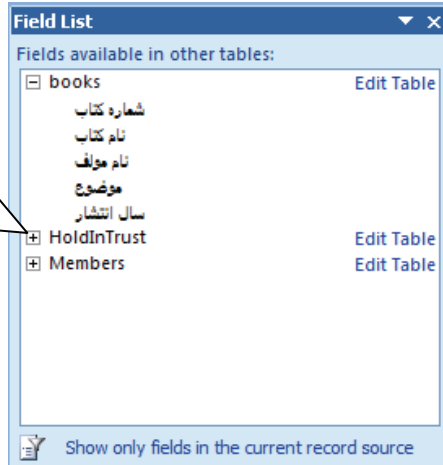 Field List
Fields available in other tables:
books Edit Table
شماره کتاب
نام کتاب
نام مولف
موضوع
سال انتشار
HoldInTrust Edit Table
Members Edit Table
Show only fields in the current record source